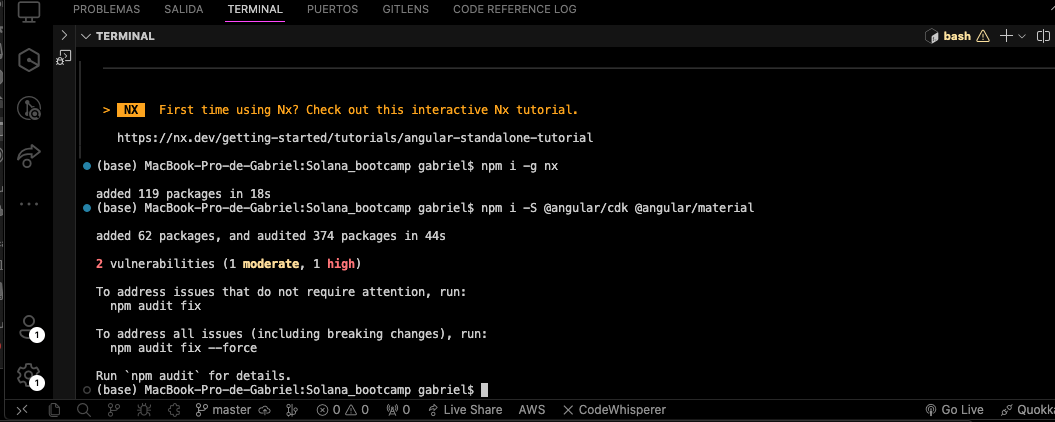 PROBLEMAS SALIDA TERMINAL PUERTOS GITLENS CODE REFERENCE LOG
TERMINAL
bash
> NX First time using Nx? Check out this interactive Nx tutorial.
https://nx.dev/getting-started/tutorials/angular-standalone-tutorial
(base) MacBook-Pro-de-Gabriel:Solana_bootcamp gabriel$ npm i -g nx
added 119 packages in 18s
(base) MacBook-Pro-de-Gabriel:Solana_bootcamp gabriel$ npm i -S @angular/cdk @angular/material
added 62 packages, and audited 374 packages in 44s
2 vulnerabilities (1 moderate, 1 high)
To address issues that do not require attention, run:
npm audit fix
To address all issues (including breaking changes), run:
npm audit fix --force
Run `npm audit` for details.
(base) MacBook-Pro-de-Gabriel:Solana_bootcamp gabriel$
1
1
master 0 0 0 Live Share AWS CodeWhisperer Go Live Quokka